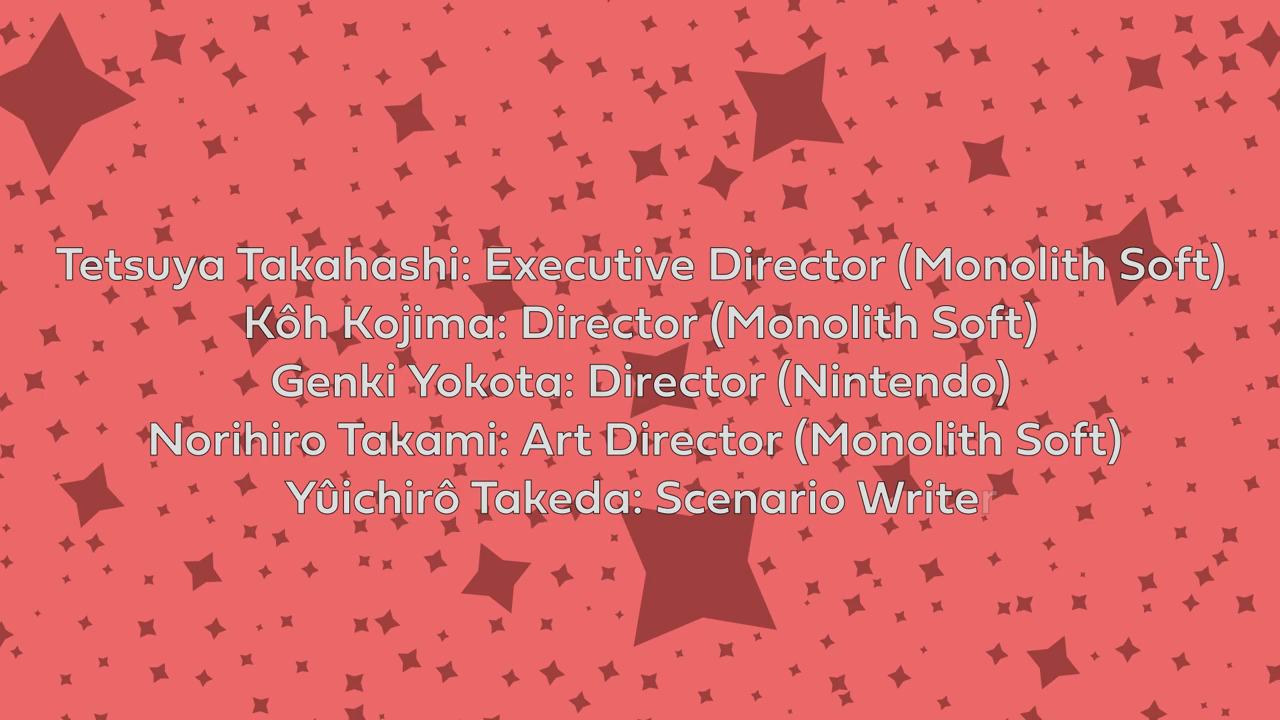 Tetsuya Takahashi: Executive Director (Monolith Soft)
Kôh Kojima: Director (Monolith Soft)
Genki Yokota: Director (Nintendo)
Norihiro Takami: Art Director (Monolith Soft)
Yûichirô Takeda: Scenario Writer